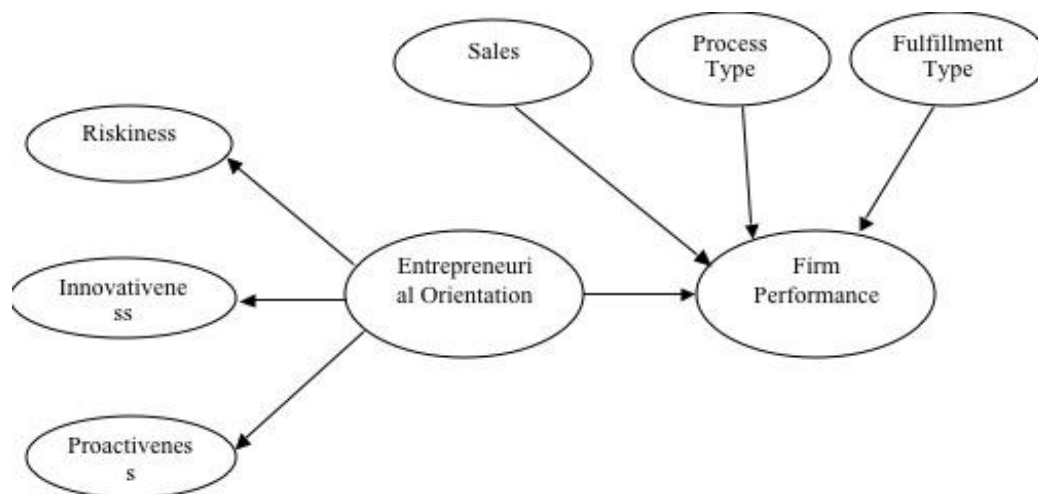 Sales
Process
Type
Fulfillment
Type
Riskiness
Entrepreneuri
al Orientation
Firm
Performance
Innovativene
ss
Proactivenes
s